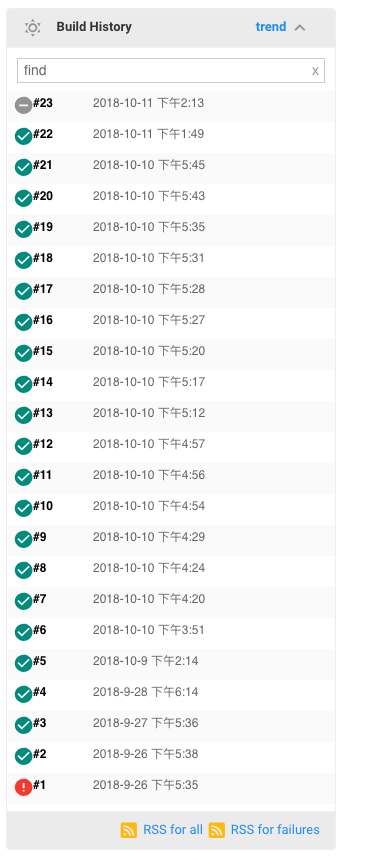 Build History trend
find x
#23 2018-10-11 下午2:13
#22 2018-10-11 下午1:49
#21 2018-10-10 下午5:45
#20 2018-10-10 下午5:43
#19 2018-10-10 下午5:35
#18 2018-10-10 下午5:31
#17 2018-10-10 下午5:28
#16 2018-10-10 下午5:27
#15 2018-10-10 下午5:20
#14 2018-10-10 下午5:17
#13 2018-10-10 下午5:12
#12 2018-10-10 下午4:57
#11 2018-10-10 下午4:56
#10 2018-10-10 下午4:54
#9 2018-10-10 下午4:29
#8 2018-10-10 下午4:24
#7 2018-10-10 下午4:20
#6 2018-10-10 下午3:51
#5 2018-10-9 下午2:14
#4 2018-9-28 下午6:14
#3 2018-9-27 下午5:36
#2 2018-9-26 下午5:38
#1 2018-9-26 下午5:35
RSS for all RSS for failures